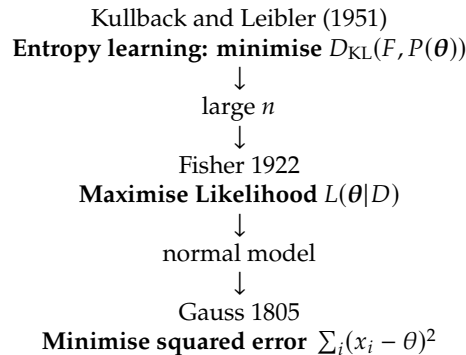 Kullback and Leibler (1951)
Entropy learning: minimise D_KL(F, P(θ))
↓
large n
↓
Fisher 1922
Maximise Likelihood L(θ|D)
↓
normal model
↓
Gauss 1805
Minimise squared error ∑_i(x_i − θ)²